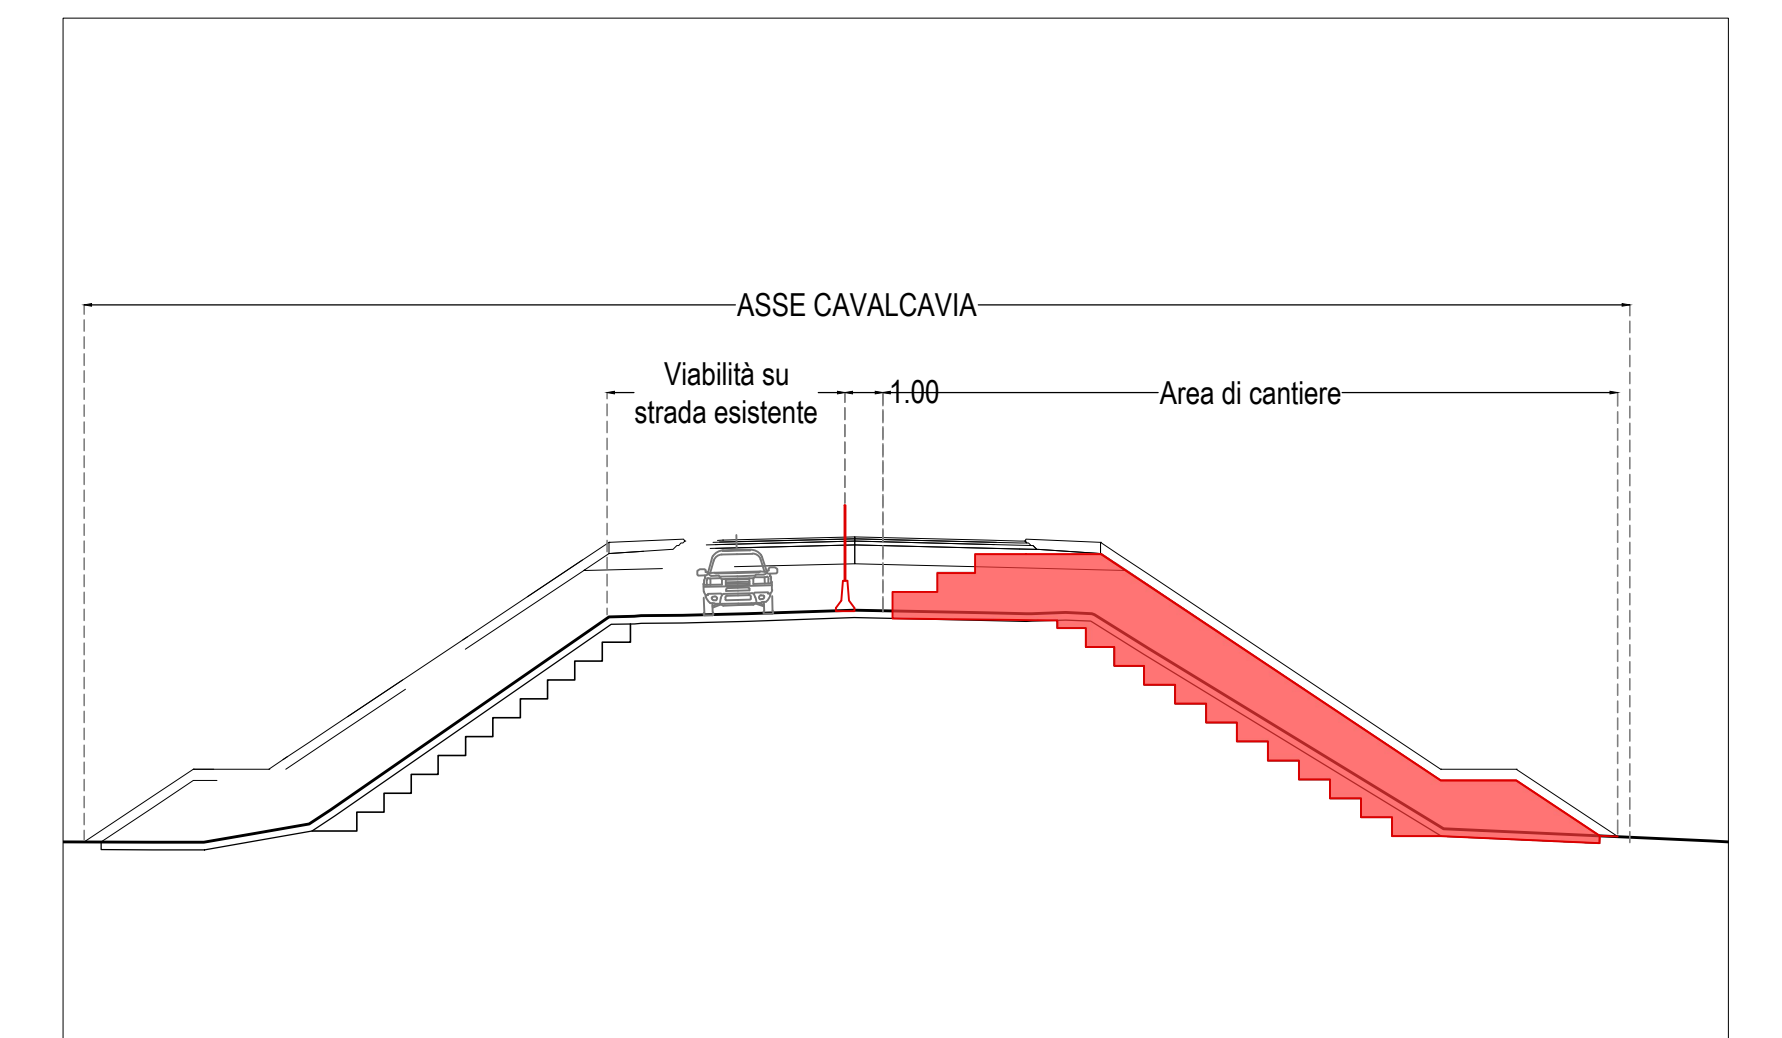 ASSE CAVALCAVIA
Viabilità su
strada esistente
1.00
Area di cantiere